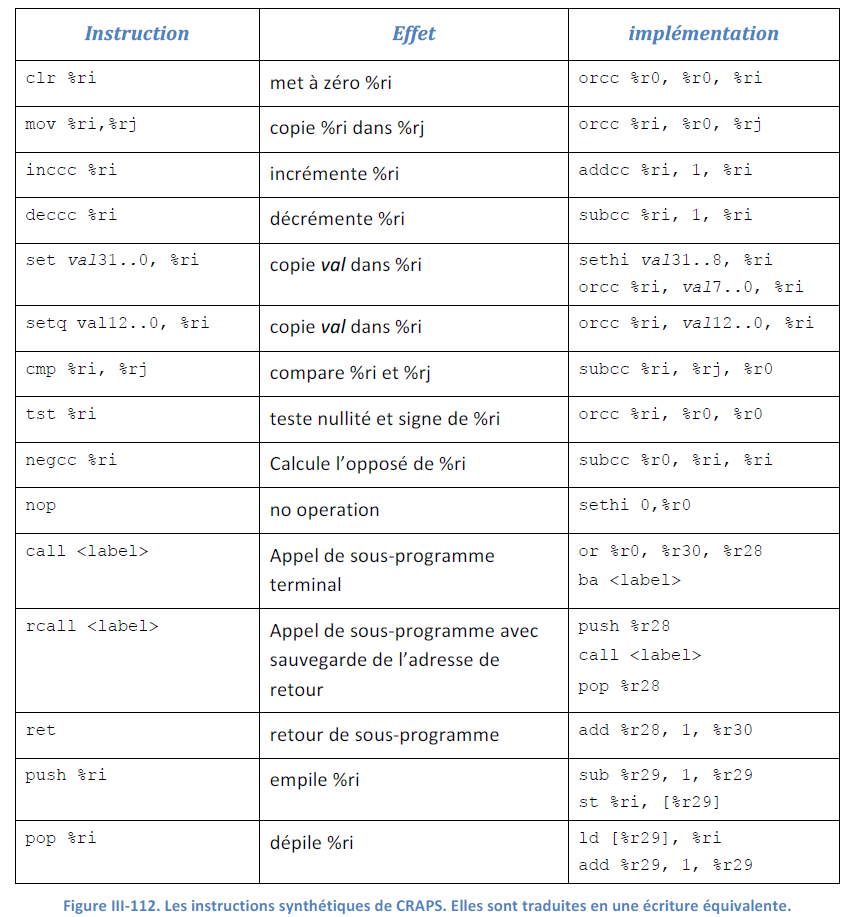 Instruction Effet implémentation
clr %ri met à zéro %ri orcc %r0, %r0, %ri
mov %ri,%rj copie %ri dans %rj orcc %ri, %r0, %rj
inccc %ri incrémente %ri addcc %ri, 1, %ri
deccc %ri décrémente %ri subcc %ri, 1, %ri
set val31..0, %ri copie val dans %ri sethi val31..8, %ri
orcc %ri, val7..0, %ri
setq val12..0, %ri copie val dans %ri orcc %ri, val12..0, %ri
cmp %ri, %rj compare %ri et %rj subcc %ri, %rj, %r0
tst %ri teste nullité et signe de %ri orcc %ri, %r0, %r0
negcc %ri Calcule l’opposé de %ri subcc %r0, %ri, %ri
nop no operation sethi 0,%r0
call <label> Appel de sous-programme or %r0, %r30, %r28
terminal ba <label>
rcall <label> Appel de sous-programme avec push %r28
sauvegarde de l’adresse de call <label>
retour pop %r28
ret retour de sous-programme add %r28, 1, %r30
push %ri empile %ri sub %r29, 1, %r29
st %ri, [%r29]
pop %ri dépile %ri ld [%r29], %ri
add %r29, 1, %r29
Figure III-112. Les instructions synthétiques de CRAPS. Elles sont traduites en une écriture équivalente.